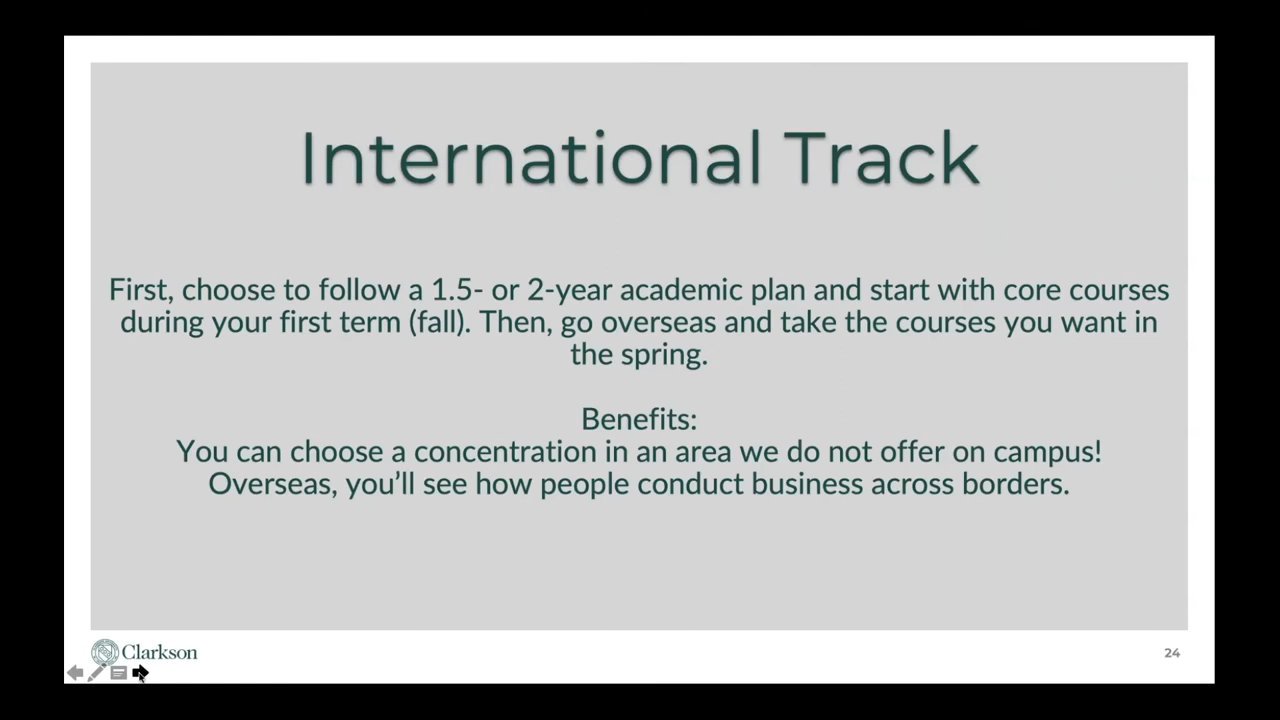 International Track
First, choose to follow a 1.5- or 2-year academic plan and start with core courses
during your first term (fall). Then, go overseas and take the courses you want in
the spring.
Benefits:
You can choose a concentration in an area we do not offer on campus!
Overseas, you’ll see how people conduct business across borders.
Clarkson
24